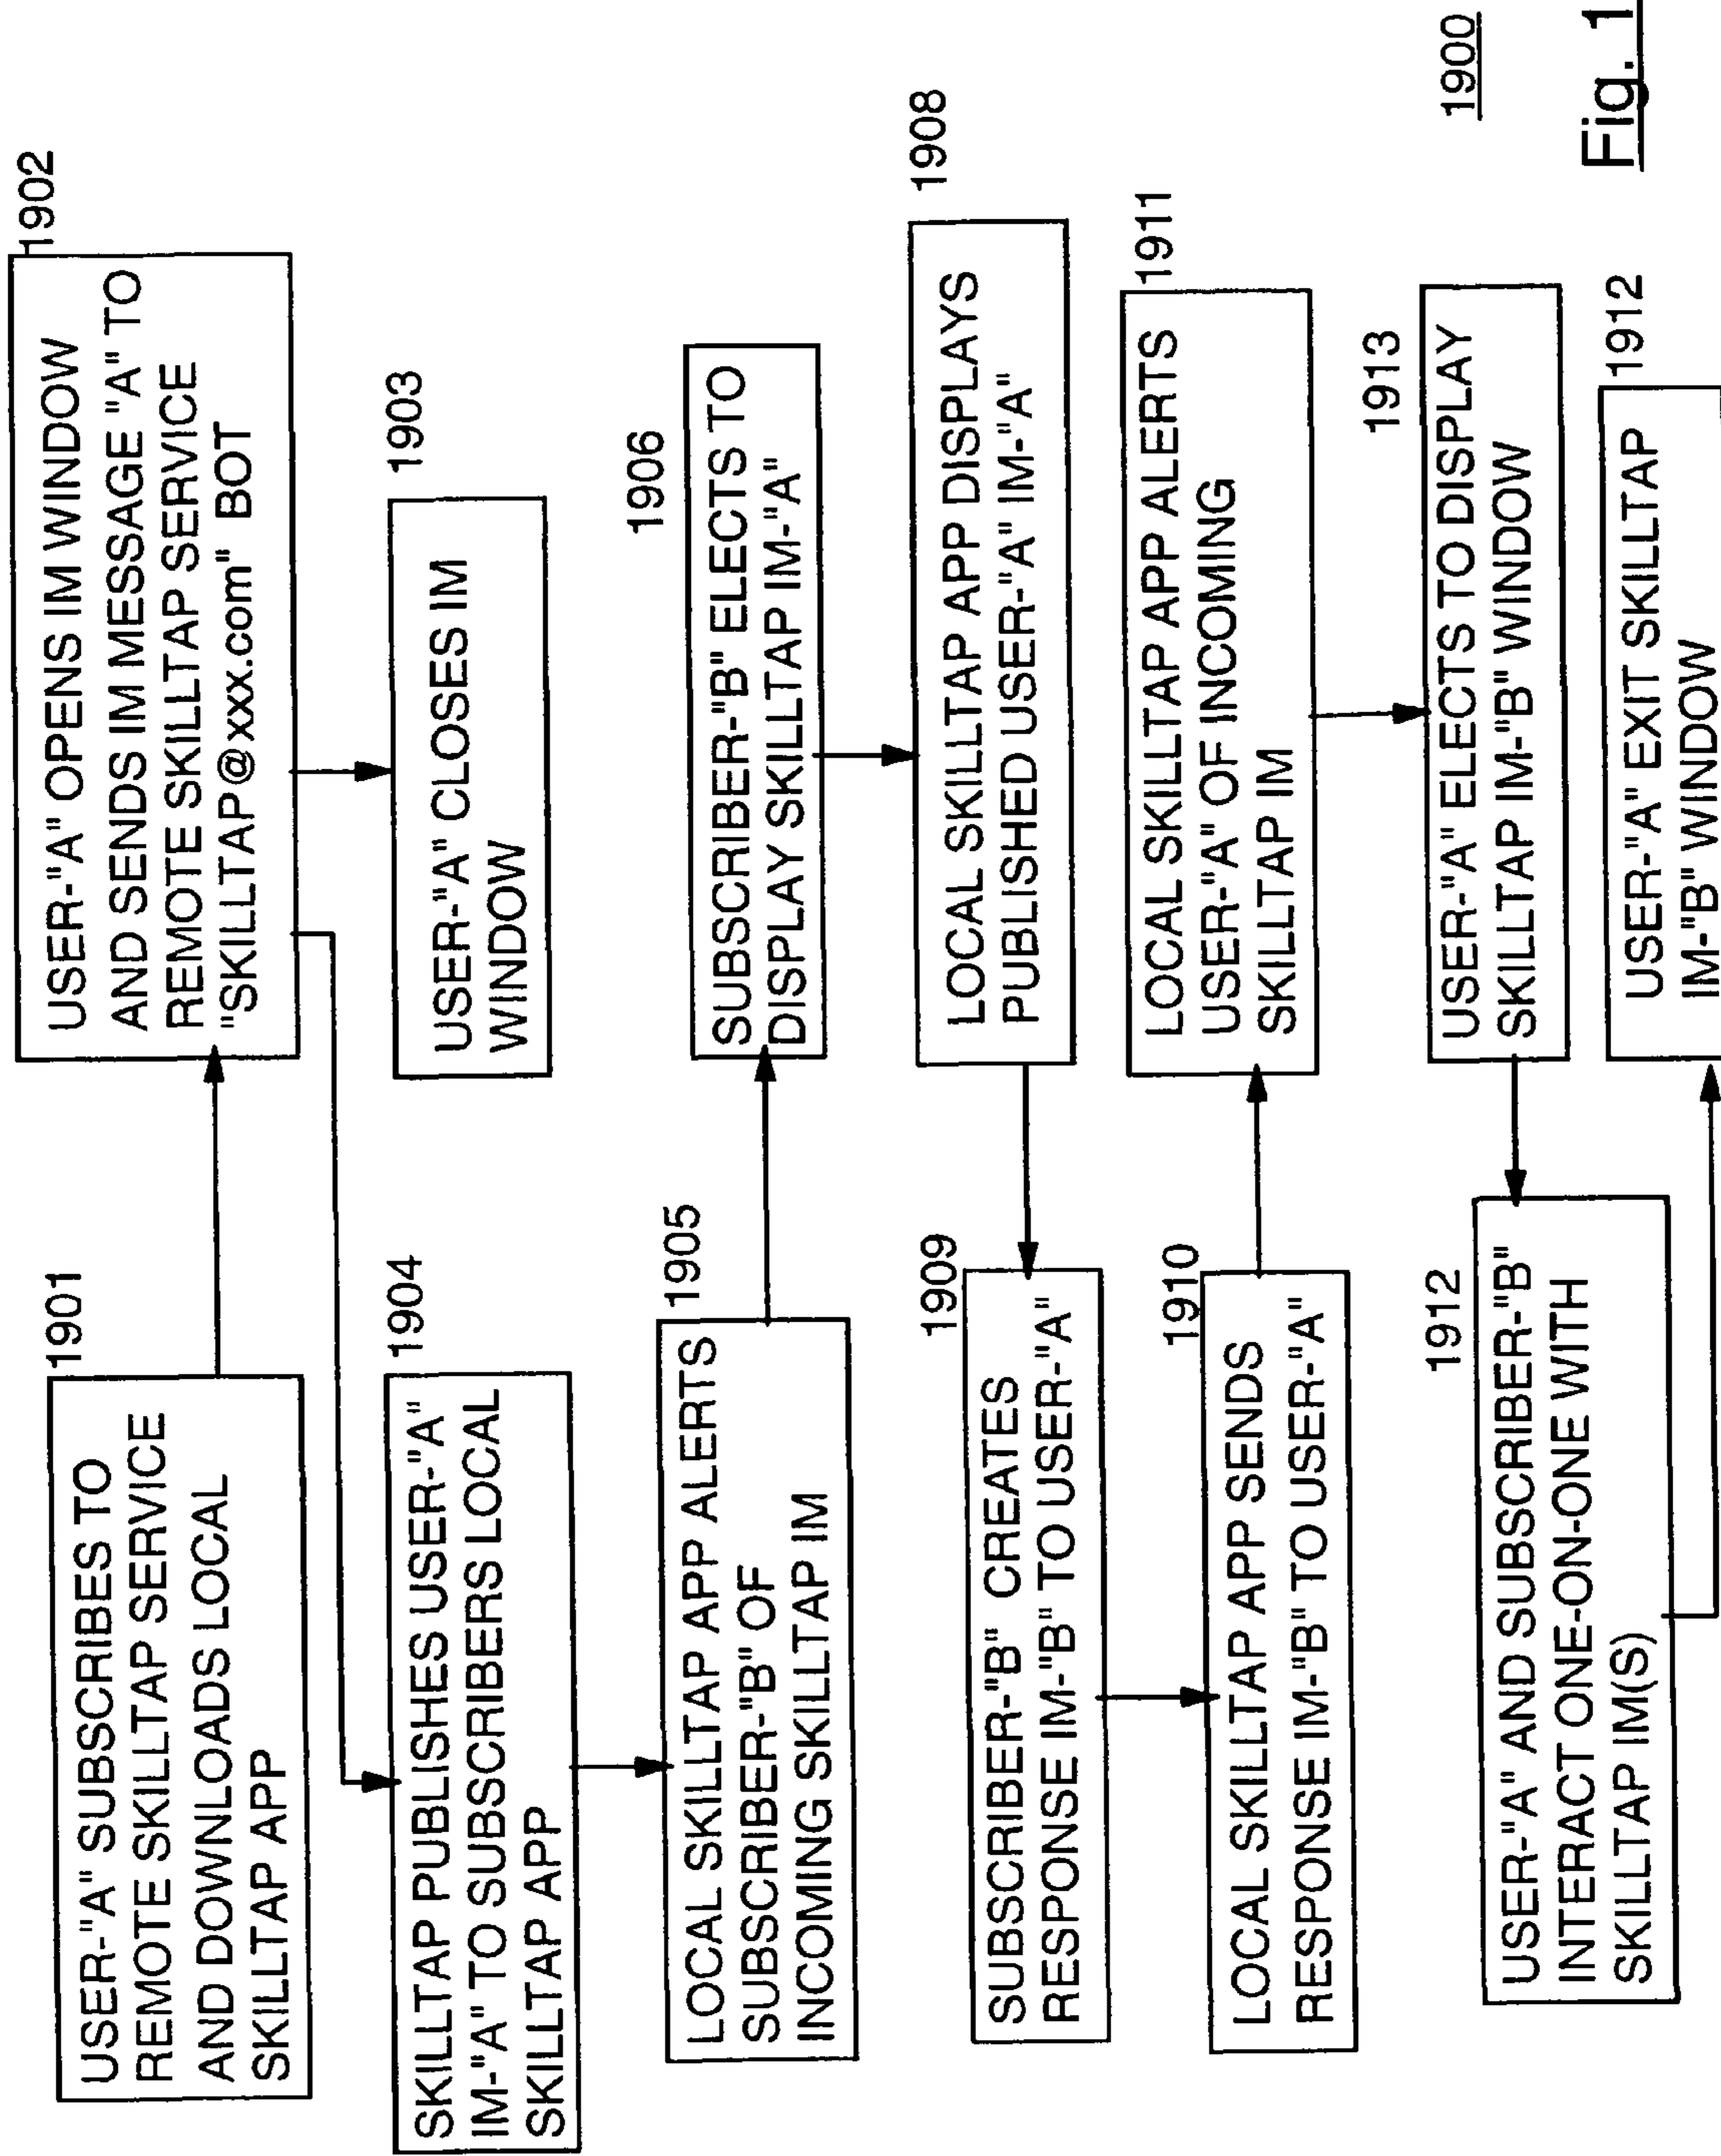 1901
USER-"A" SUBSCRIBES TO
REMOTE SKILLTAP SERVICE
AND DOWNLOADS LOCAL
SKILLTAP APP
1902
USER-"A" OPENS IM WINDOW
AND SENDS IM MESSAGE "A" TO
REMOTE SKILLTAP SERVICE
"SKILLTAP@xxx.com" BOT
1903
USER-"A" CLOSES IM
WINDOW
1904
SKILLTAP PUBLISHES USER-"A"
IM-"A" TO SUBSCRIBERS LOCAL
SKILLTAP APP
1905
LOCAL SKILLTAP APP ALERTS
SUBSCRIBER-"B" OF
INCOMING SKILLTAP IM
1906
SUBSCRIBER-"B" ELECTS TO
DISPLAY SKILLTAP IM-"A"
1908
LOCAL SKILLTAP APP DISPLAYS
PUBLISHED USER-"A" IM-"A"
1909
SUBSCRIBER-"B" CREATES
RESPONSE IM-"B" TO USER-"A"
1910
LOCAL SKILLTAP APP SENDS
RESPONSE IM-"B" TO USER-"A"
1911
LOCAL SKILLTAP APP ALERTS
USER-"A" OF INCOMING
SKILLTAP IM
1913
USER-"A" ELECTS TO DISPLAY
SKILLTAP IM-"B" WINDOW
1912
USER-"A" AND SUBSCRIBER-"B"
INTERACT ONE-ON-ONE WITH
SKILLTAP IM(S)
1912
USER-"A" EXIT SKILLTAP
IM-"B" WINDOW
1900
Fig. 1